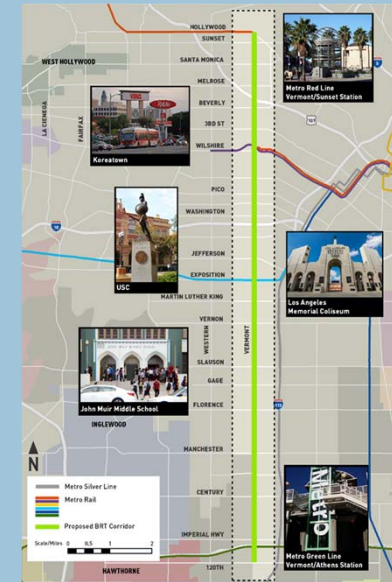 HOLLYWOOD
SUNSET
SANTA MONICA
WEST HOLLYWOOD
MELROSE
BEVERLY
3RD ST
WILSHIRE
LA CIENEGA
FAIRFAX
Koreatown
Metro Red Line
Vermont/Sunset Station
101
PICO
WASHINGTON
10
JEFFERSON
EXPOSITION
USC
Los Angeles
Memorial Coliseum
MARTIN LUTHER KING
VERNON
WESTERN
VERMONT
SLAUSON
GAGE
FLORENCE
John Muir Middle School
INGLEWOOD
MANCHESTER
N
CENTURY
Metro Silver Line
Metro Rail
Proposed BRT Corridor
Scale/Miles 0 0.5 1 2
IMPERIAL HWY
120TH
HAWTHORNE
Metro Green Line
Vermont/Athens Station